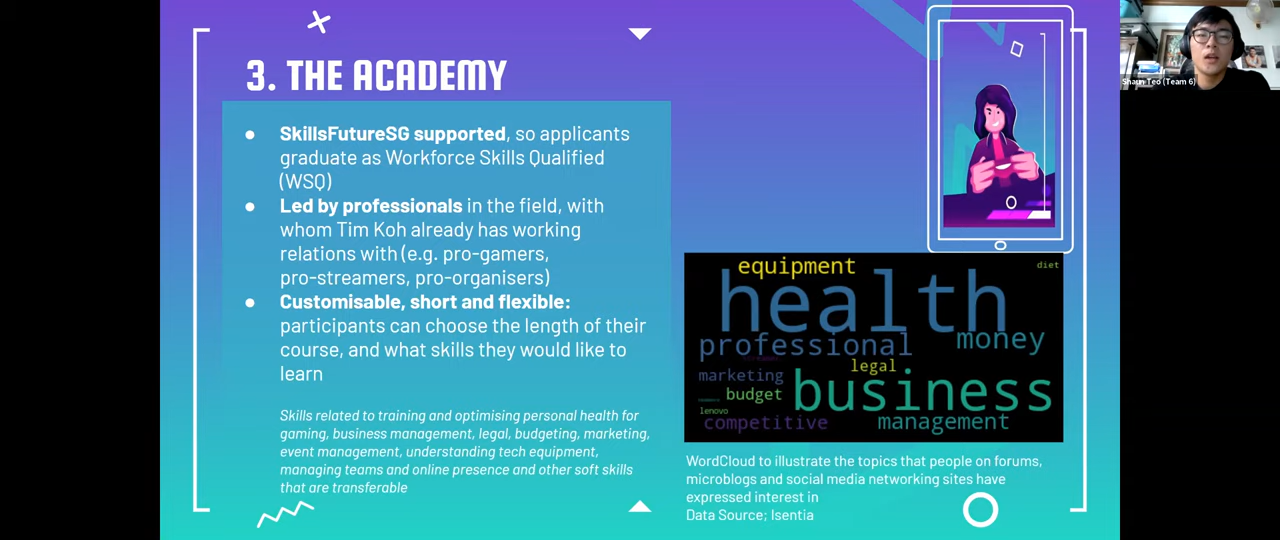 3. THE ACADEMY
● SkillsFutureSG supported, so applicants
graduate as Workforce Skills Qualified
(WSQ)
● Led by professionals in the field, with
whom Tim Koh already has working
relations with (e.g. pro-gamers,
pro-streamers, pro-organisers)
● Customisable, short and flexible:
participants can choose the length of their
course, and what skills they would like to
learn
Skills related to training and optimising personal health for
gaming, business management, legal, budgeting, marketing,
event management, understanding tech equipment,
managing teams and online presence and other soft skills
that are transferable
equipment
diet
health
professional
money
legal
marketing
business
budget
lenovo
competitive
management
WordCloud to illustrate the topics that people on forums,
microblogs and social media networking sites have
expressed interest in
Data Source; Isentia
Shaun Teo (Team 6)